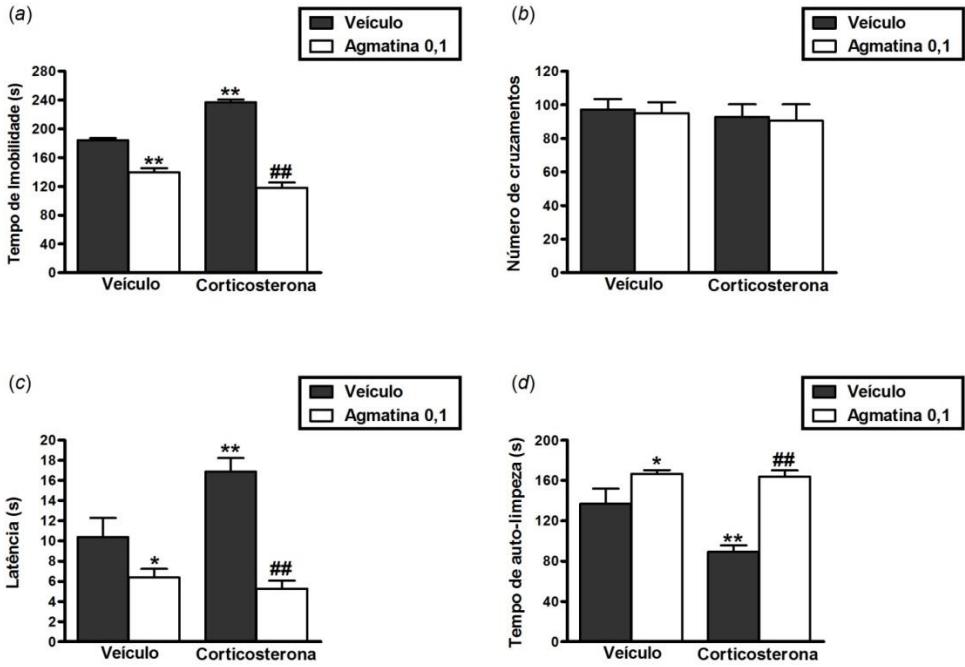 (a)
Veículo
Agmatina 0,1
Tempo de Imobilidade (s)
280
240
200
160
120
80
40
0
**
**
**
##
Veículo
Corticosterona
(b)
Veículo
Agmatina 0,1
Número de cruzamentos
120
100
80
60
40
20
0
Veículo
Corticosterona
(c)
Veículo
Agmatina 0,1
Latência (s)
20
18
16
14
12
10
8
6
4
2
0
*
**
##
Veículo
Corticosterona
(d)
Veículo
Agmatina 0,1
Tempo de auto-limpeza (s)
200
160
120
80
40
0
*
**
##
Veículo
Corticosterona